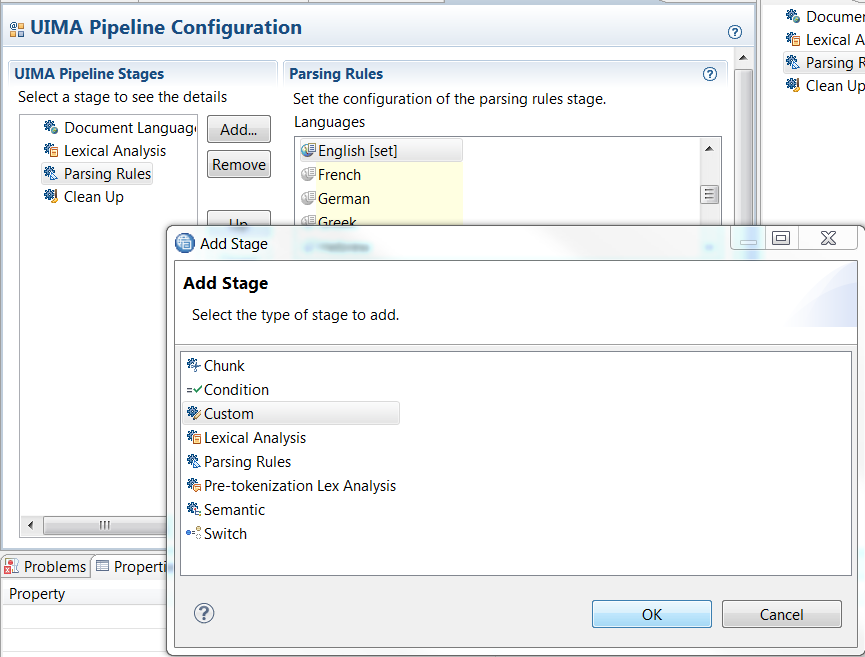 UIMA Pipeline Configuration
UIMA Pipeline Stages
Select a stage to see the details
Document Languag
Lexical Analysis
Parsing Rules
Clean Up
Add...
Remove
Up
Parsing Rules
Set the configuration of the parsing rules stage.
Languages
English [set]
French
German
Greek
Hebrew
Documen
Lexical A
Parsing R
Clean Up
Add Stage
Add Stage
Select the type of stage to add.
Chunk
Condition
Custom
Lexical Analysis
Parsing Rules
Pre-tokenization Lex Analysis
Semantic
Switch
OK
Cancel
Problems
Properti
Property